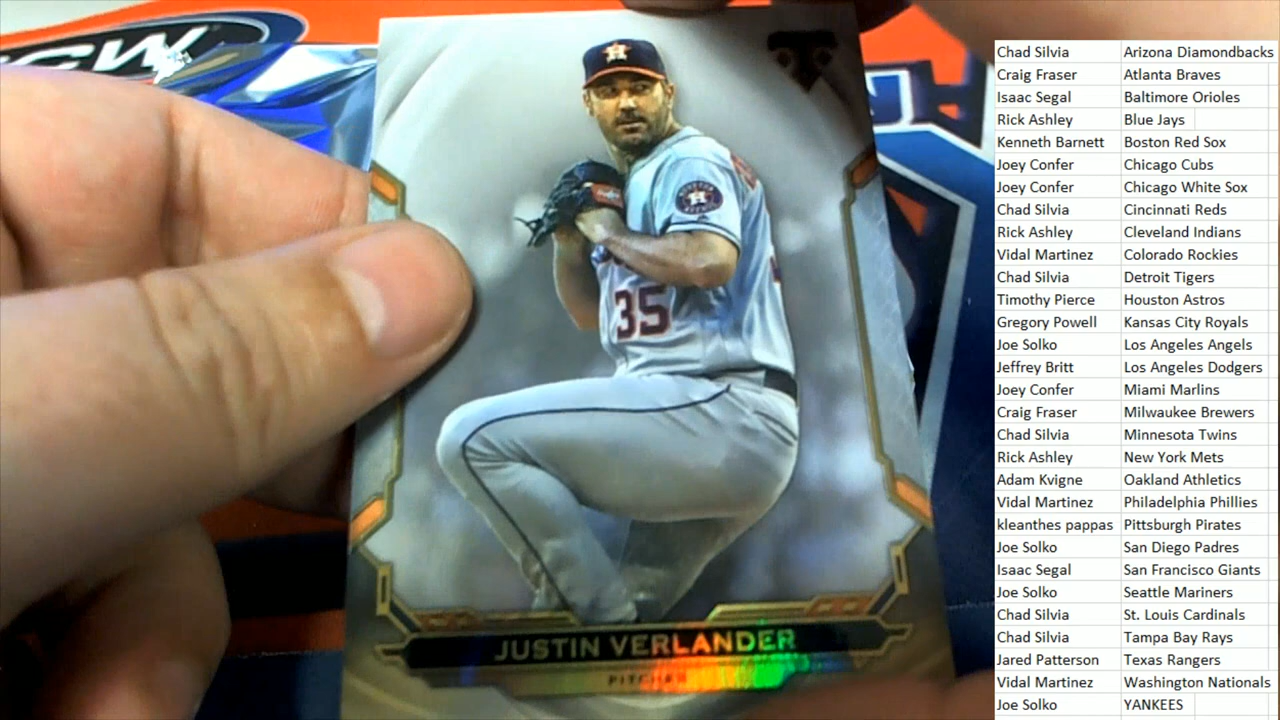 GW
H
35
JUSTIN VERLANDER
PITCHER
Chad Silvia Arizona Diamondbacks
Craig Fraser Atlanta Braves
Isaac Segal Baltimore Orioles
Rick Ashley Blue Jays
Kenneth Barnett Boston Red Sox
Joey Confer Chicago Cubs
Joey Confer Chicago White Sox
Chad Silvia Cincinnati Reds
Rick Ashley Cleveland Indians
Vidal Martinez Colorado Rockies
Chad Silvia Detroit Tigers
Timothy Pierce Houston Astros
Gregory Powell Kansas City Royals
Joe Solko Los Angeles Angels
Jeffrey Britt Los Angeles Dodgers
Joey Confer Miami Marlins
Craig Fraser Milwaukee Brewers
Chad Silvia Minnesota Twins
Rick Ashley New York Mets
Adam Kvigne Oakland Athletics
Vidal Martinez Philadelphia Phillies
kleanthes pappas Pittsburgh Pirates
Joe Solko San Diego Padres
Isaac Segal San Francisco Giants
Joe Solko Seattle Mariners
Chad Silvia St. Louis Cardinals
Chad Silvia Tampa Bay Rays
Jared Patterson Texas Rangers
Vidal Martinez Washington Nationals
Joe Solko YANKEES